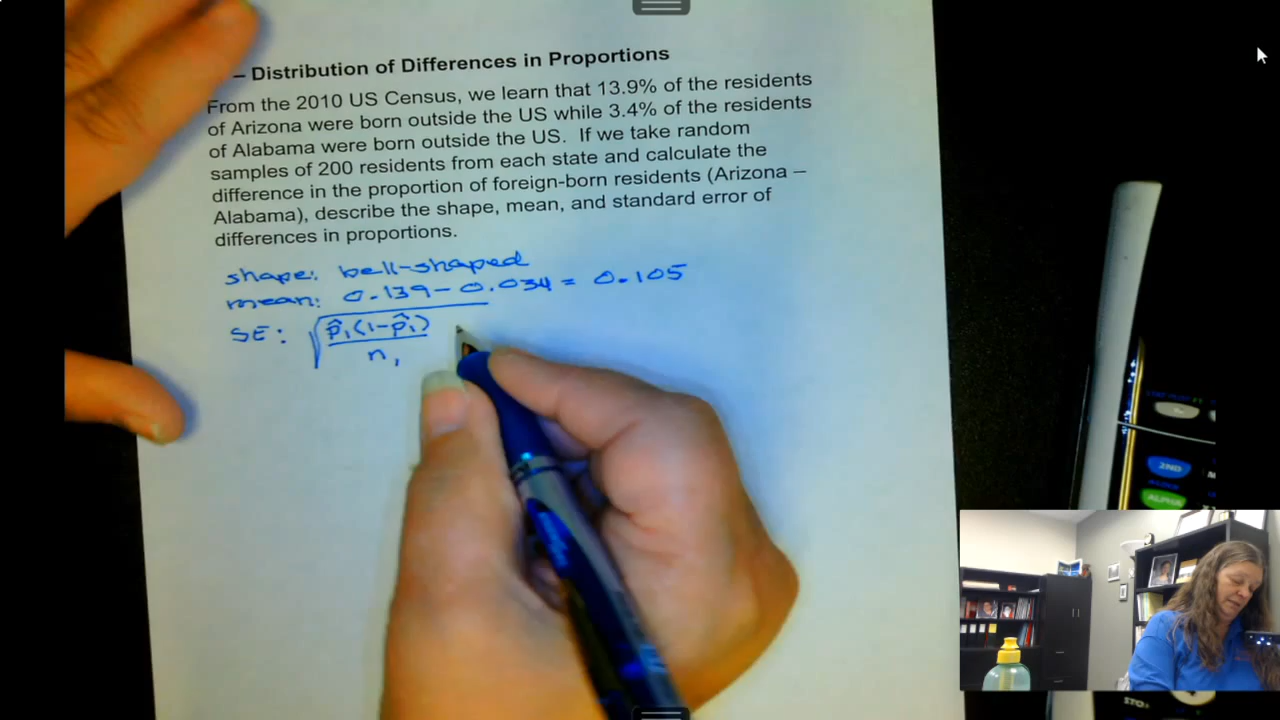 – Distribution of Differences in Proportions
From the 2010 US Census, we learn that 13.9% of the residents
of Arizona were born outside the US while 3.4% of the residents
of Alabama were born outside the US. If we take random
samples of 200 residents from each state and calculate the
difference in the proportion of foreign-born residents (Arizona –
Alabama), describe the shape, mean, and standard error of
differences in proportions.
shape: bell-shaped
mean: 0.139 - 0.034 = 0.105
SE: √ p̂₁(1-p̂₁)
n₁
2ND
ALPHA
STO